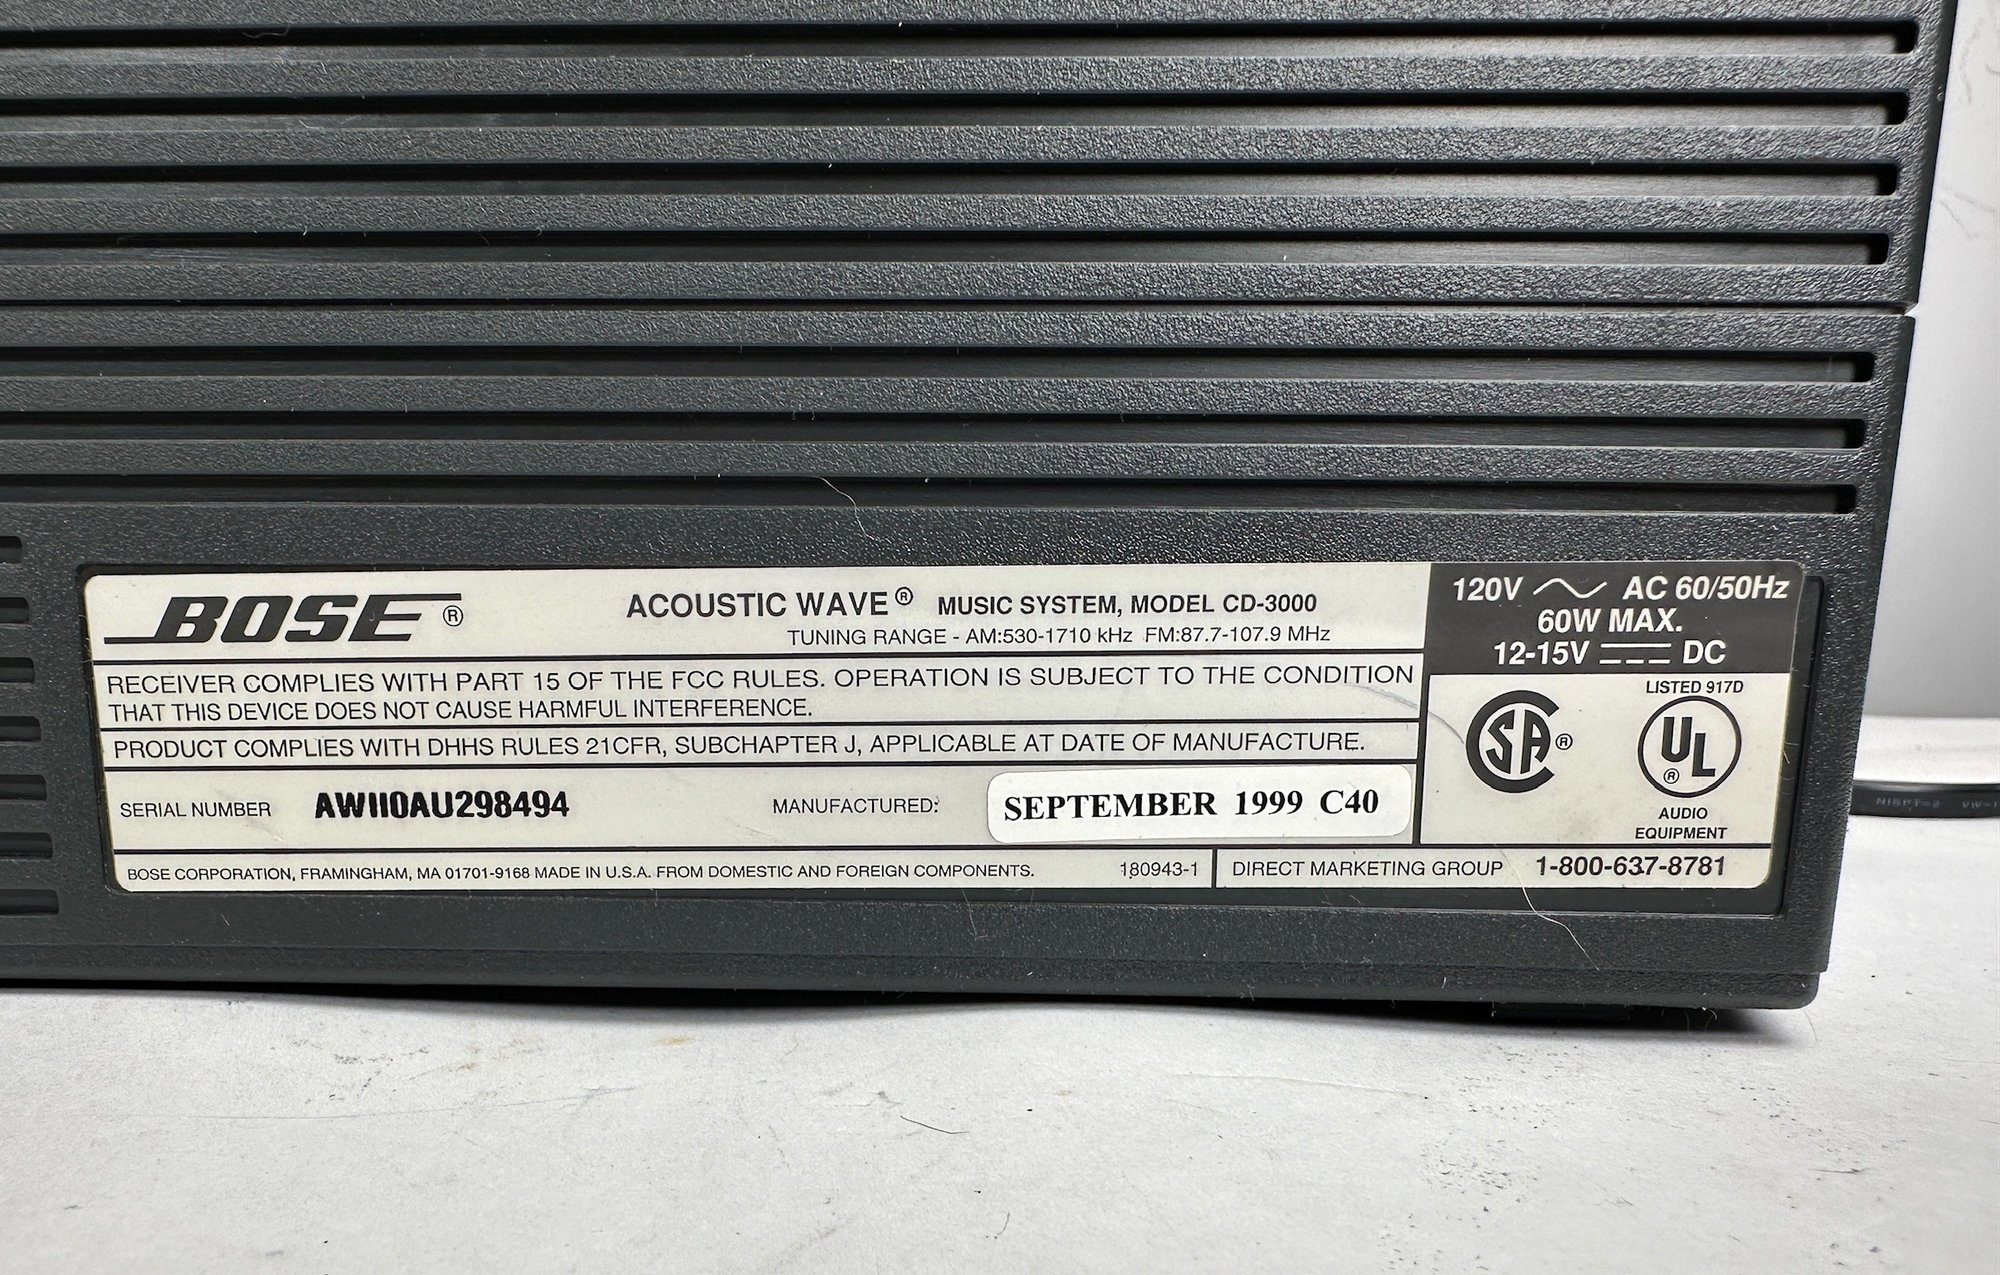 BOSE®
ACOUSTIC WAVE® MUSIC SYSTEM, MODEL CD-3000
TUNING RANGE - AM:530-1710 kHz FM:87.7-107.9 MHz
RECEIVER COMPLIES WITH PART 15 OF THE FCC RULES. OPERATION IS SUBJECT TO THE CONDITION
THAT THIS DEVICE DOES NOT CAUSE HARMFUL INTERFERENCE.
PRODUCT COMPLIES WITH DHHS RULES 21CFR, SUBCHAPTER J, APPLICABLE AT DATE OF MANUFACTURE.
SERIAL NUMBER AW110AU298494
MANUFACTURED: SEPTEMBER 1999 C40
BOSE CORPORATION, FRAMINGHAM, MA 01701-9168 MADE IN U.S.A. FROM DOMESTIC AND FOREIGN COMPONENTS.
180943-1
DIRECT MARKETING GROUP 1-800-637-8781
120V AC 60/50Hz
60W MAX.
12-15V DC
SA®
LISTED 917D
UL®
AUDIO
EQUIPMENT